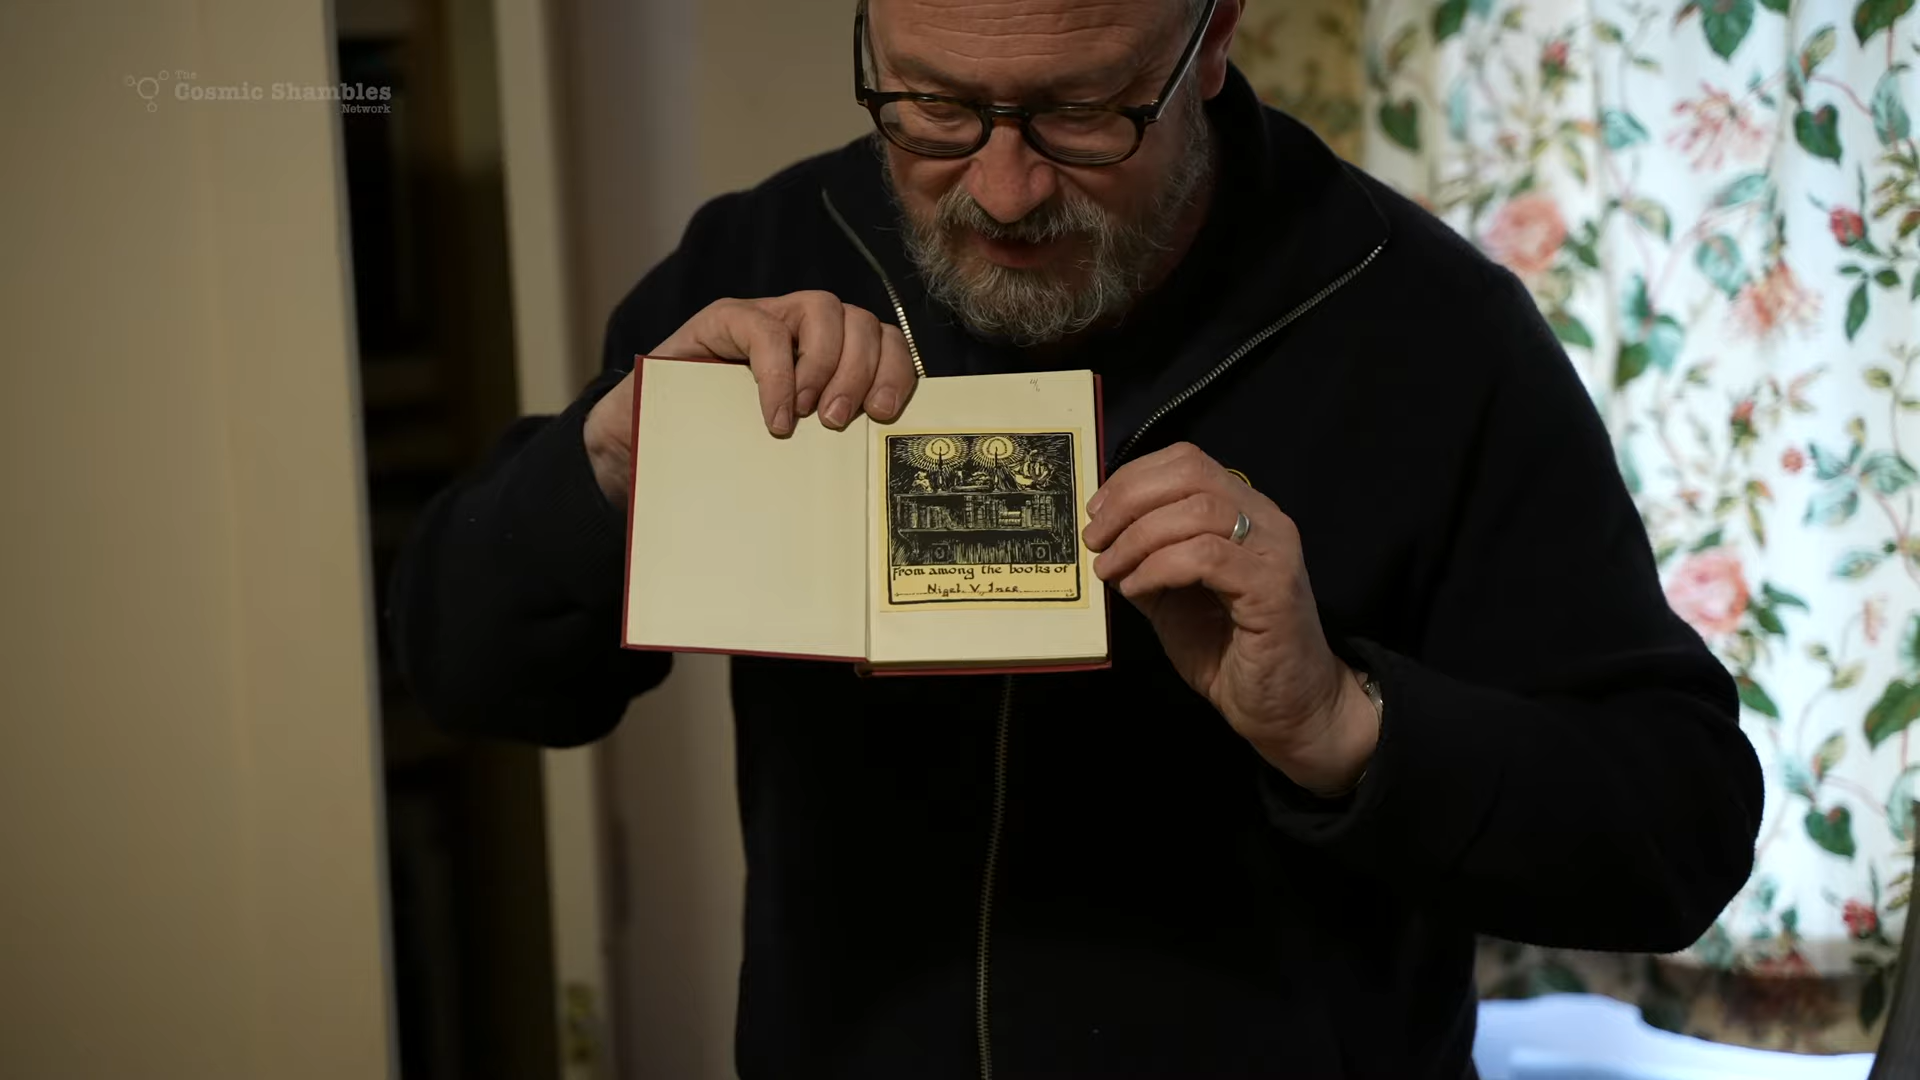 The
Cosmic Shambles
Network
From among the books of
Nigel V Ince